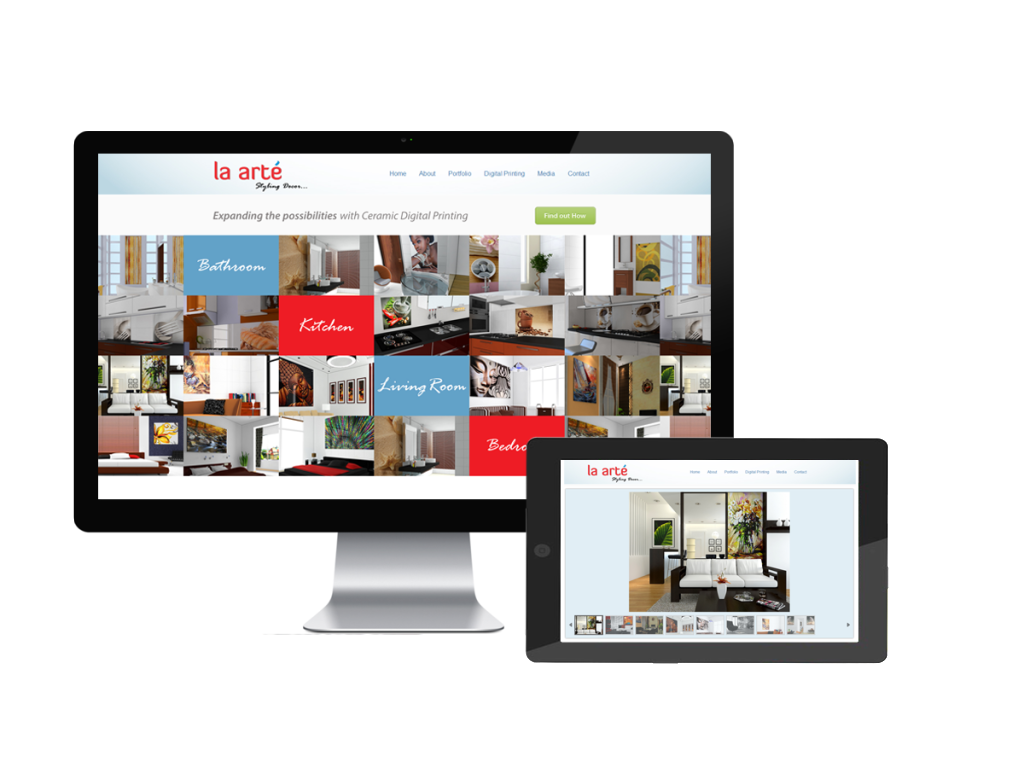 la arté
Styling Decor...
Home About Portfolio Digital Printing Media Contact
Expanding the possibilities with Ceramic Digital Printing
Find out How
Bathroom
Kitchen
Living Room
Bedro
la arté
Styling Decor...
Home About Portfolio Digital Printing Media Contact